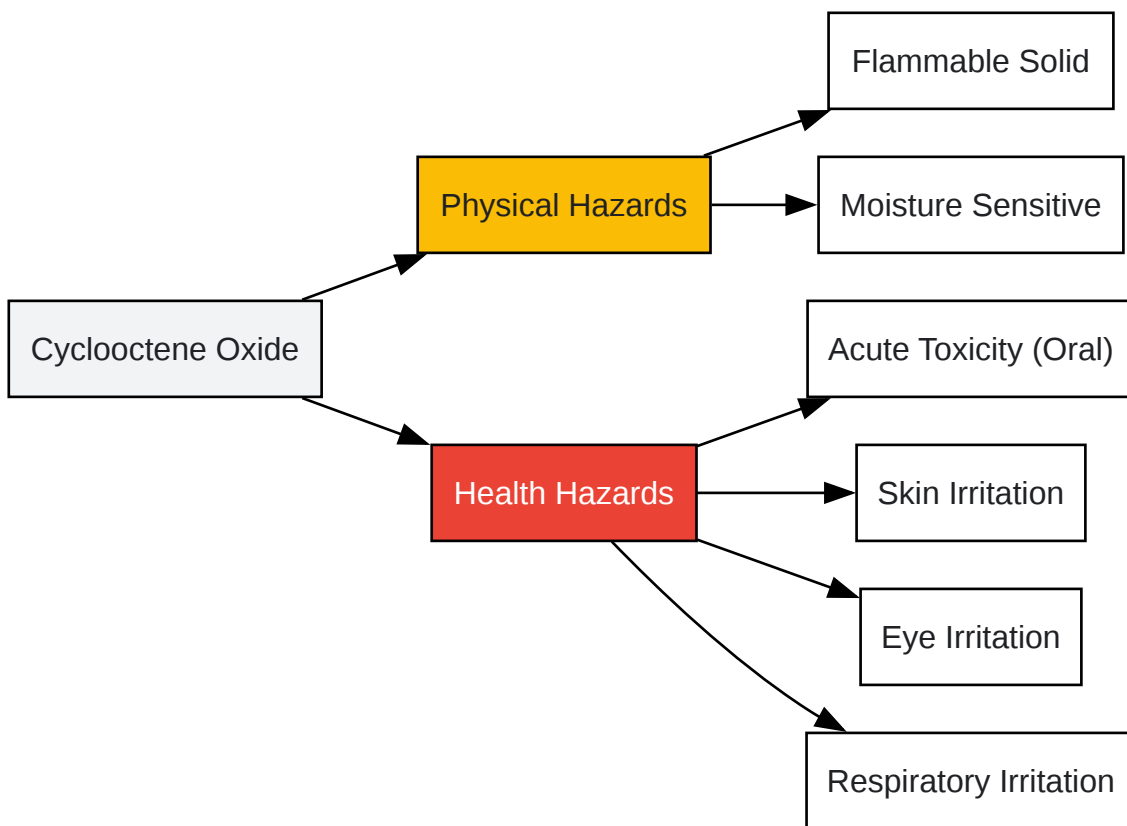 Flammable Solid
Physical Hazards
Moisture Sensitive
Cyclooctene Oxide
Acute Toxicity (Oral)
Health Hazards
Skin Irritation
Eye Irritation
Respiratory Irritation